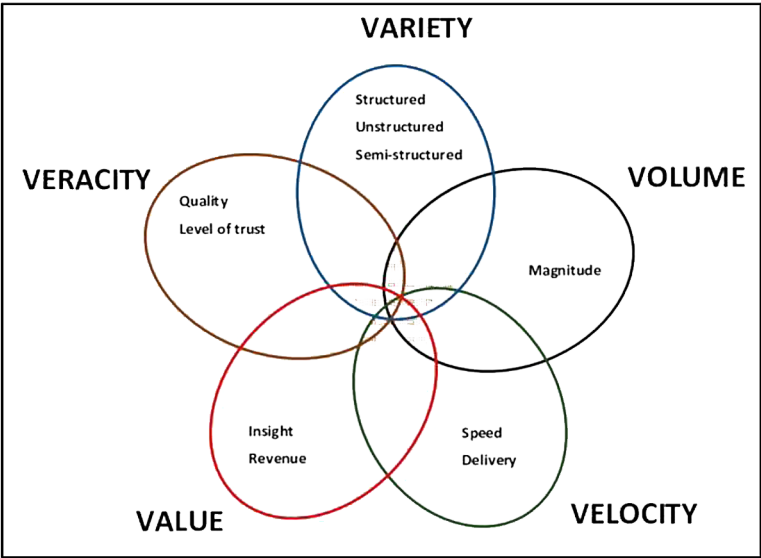 VARIETY
Structured
Unstructured
Semi-structured
VERACITY
Quality
Level of trust
VOLUME
Magnitude
Insight
Revenue
VALUE
Speed
Delivery
VELOCITY